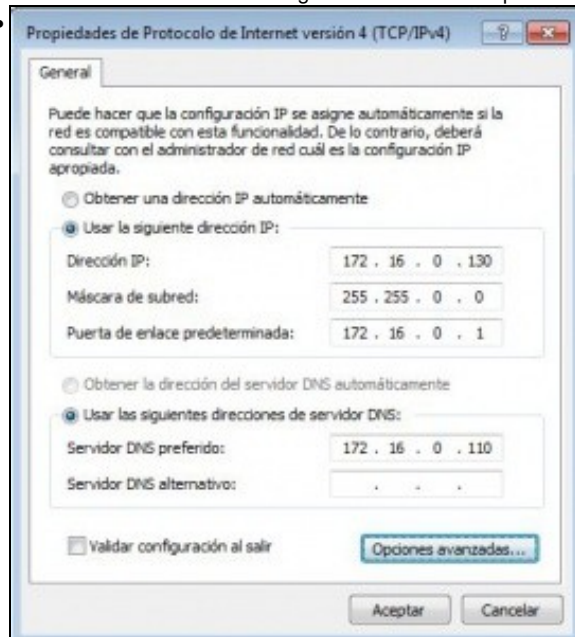 Propiedades de Protocolo de Internet versión 4 (TCP/IPv4)
General
Puede hacer que la configuración IP se asigne automáticamente si la
red es compatible con esta funcionalidad. De lo contrario, deberá
consultar con el administrador de red cuál es la configuración IP
apropiada.
Obtener una dirección IP automáticamente
Usar la siguiente dirección IP:
Dirección IP: 172 . 16 . 0 . 130
Máscara de subred: 255 . 255 . 0 . 0
Puerta de enlace predeterminada: 172 . 16 . 0 . 1
Obtener la dirección del servidor DNS automáticamente
Usar las siguientes direcciones de servidor DNS:
Servidor DNS preferido: 172 . 16 . 0 . 110
Servidor DNS alternativo: . . .
Validar configuración al salir
Opciones avanzadas...
Aceptar Cancelar